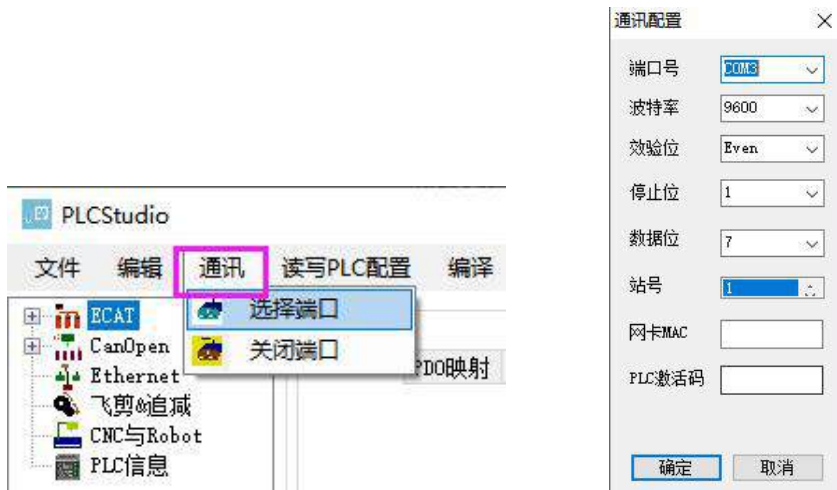 PLCStudio
文件 编辑 通讯 读写PLC配置 编译
选择端口
关闭端口
ECAT
CanOpen
Ethernet
飞剪&追减
CNC与Robot
PLC信息
PDO映射
通讯配置
端口号 COM3
波特率 9600
效验位 Even
停止位 1
数据位 7
站号 1
网卡MAC
PLC激活码
确定 取消